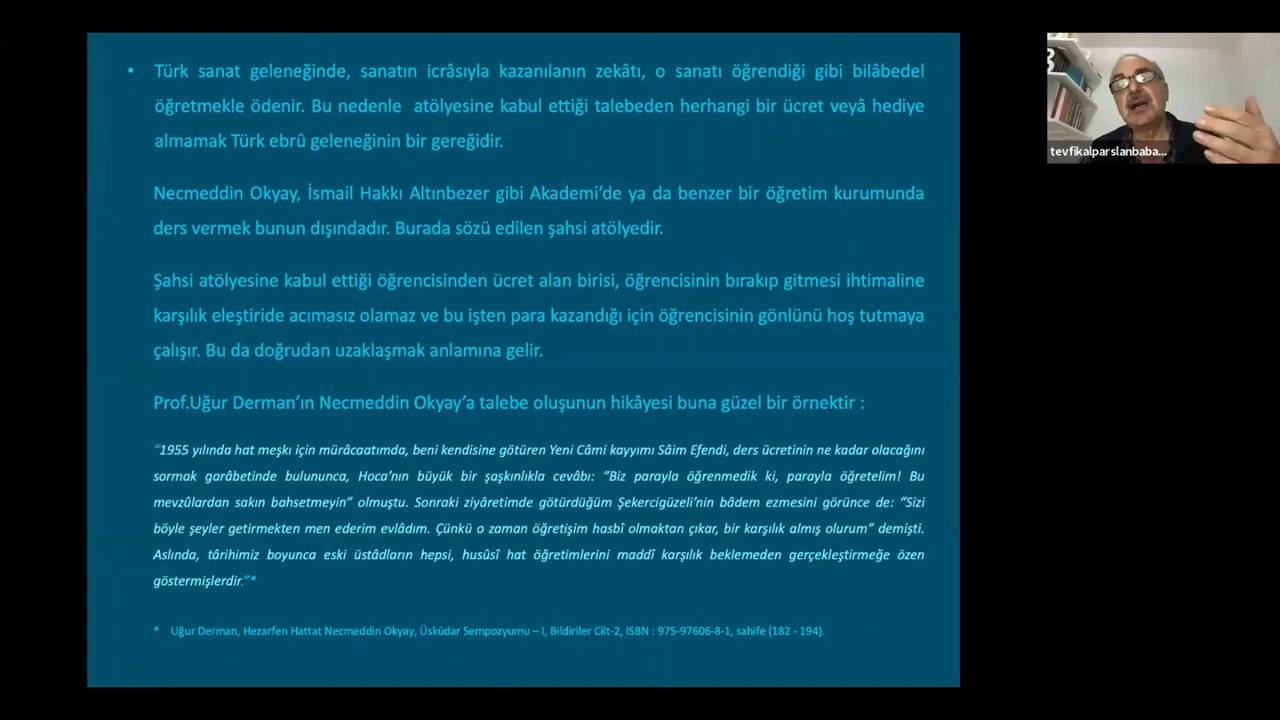 • Türk sanat geleneğinde, sanatın icrâsıyla kazanılanın zekâtı, o sanatı öğrendiği gibi bilâbedel
öğretmekle ödenir. Bu nedenle atölyesine kabul ettiği talebeden herhangi bir ücret veyâ hediye
almamak Türk ebrû geleneğinin bir gereğidir.
Necmeddin Okyay, İsmail Hakkı Altınbezer gibi Akademi’de ya da benzer bir öğretim kurumunda
ders vermek bunun dışındadır. Burada sözü edilen şahsi atölyedir.
Şahsi atölyesine kabul ettiği öğrencisinden ücret alan birisi, öğrencisinin bırakıp gitmesi ihtimaline
karşılık eleştiride acımasız olamaz ve bu işten para kazandığı için öğrencisinin gönlünü hoş tutmaya
çalışır. Bu da doğrudan uzaklaşmak anlamına gelir.
Prof.Uğur Derman’ın Necmeddin Okyay’a talebe oluşunun hikâyesi buna güzel bir örnektir :
“1955 yılında hat meşkı için mürâcaatımda, beni kendisine götüren Yeni Câmi kayyımı Sâim Efendi, ders ücretinin ne kadar olacağını
sormak garâbetinde bulununca, Hoca’nın büyük bir şaşkınlıkla cevâbı: “Biz parayla öğrenmedik ki, parayla öğretelim! Bu
mevzûlardan sakın bahsetmeyin” olmuştu. Sonraki ziyâretimde götürdüğüm Şekercigüzeli’nin bâdem ezmesini görünce de: “Sizi
böyle şeyler getirmekten men ederim evlâdım. Çünkü o zaman öğretişim hasbî olmaktan çıkar, bir karşılık almış olurum” demişti.
Aslında, târihimiz boyunca eski üstâdların hepsi, husûsî hat öğretimlerini maddî karşılık beklemeden gerçekleştirmeğe özen
göstermişlerdir.”*
* Uğur Derman, Hezarfen Hattat Necmeddin Okyay, Üsküdar Sempozyumu – I, Bildiriler Cilt-2, ISBN : 975-97606-8-1, sahife (182 - 194).
tevfikalparslanbaba...